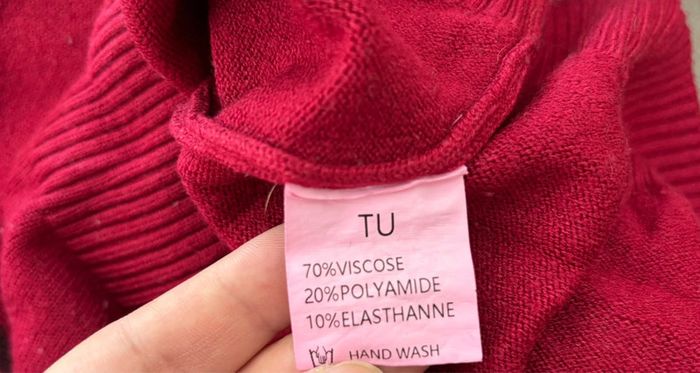 TU
70%VISCOSE
20%POLYAMIDE
10%ELASTHANNE
HAND WASH